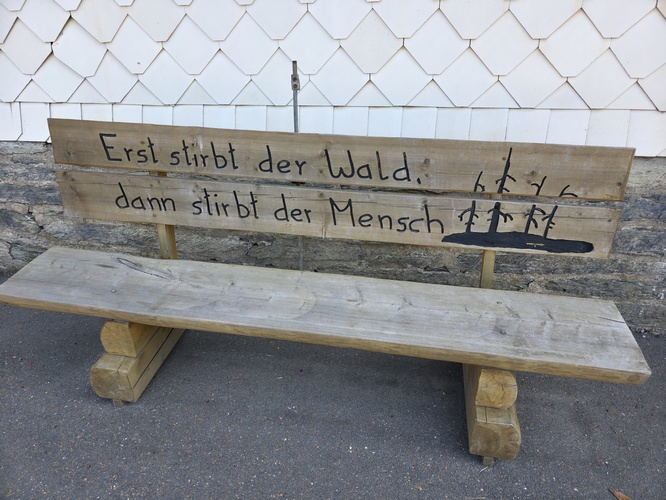 Erst stirbt der Wald.
dann stirbt der Mensch